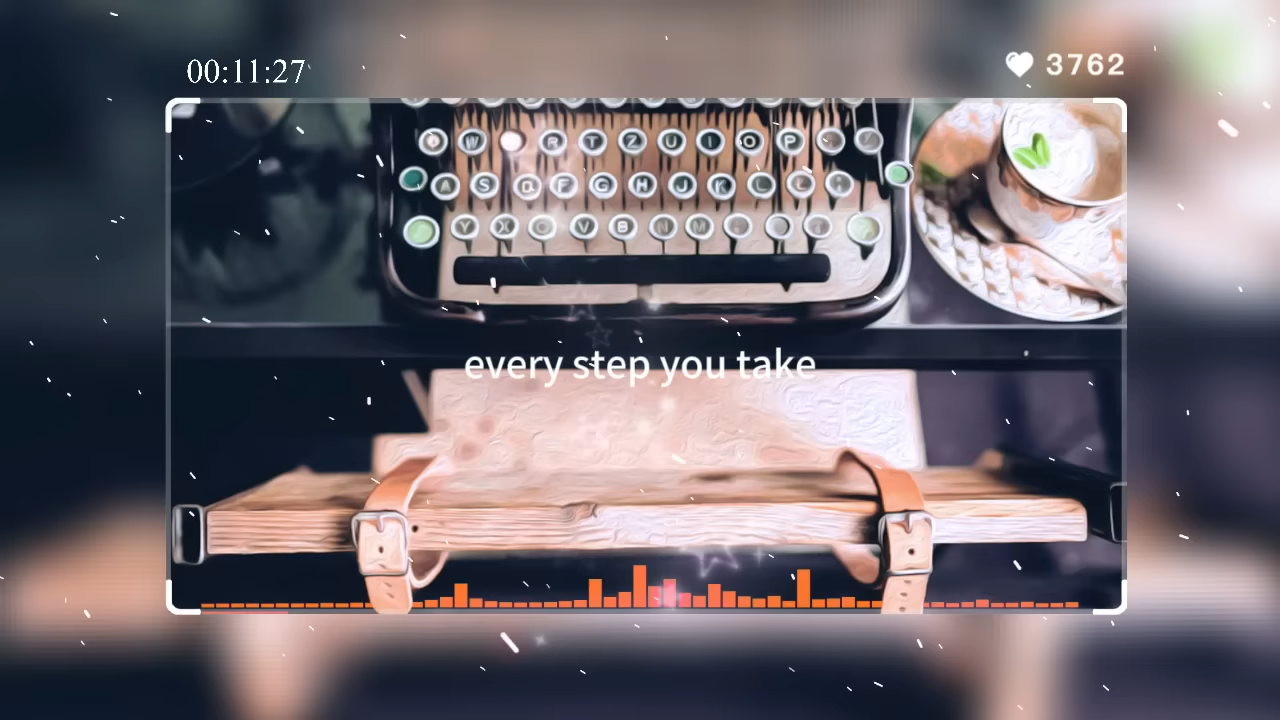 00:11:27
3762
W R T Z U I O P
A S D F G H J K L
Y X C V B N M
every step you take